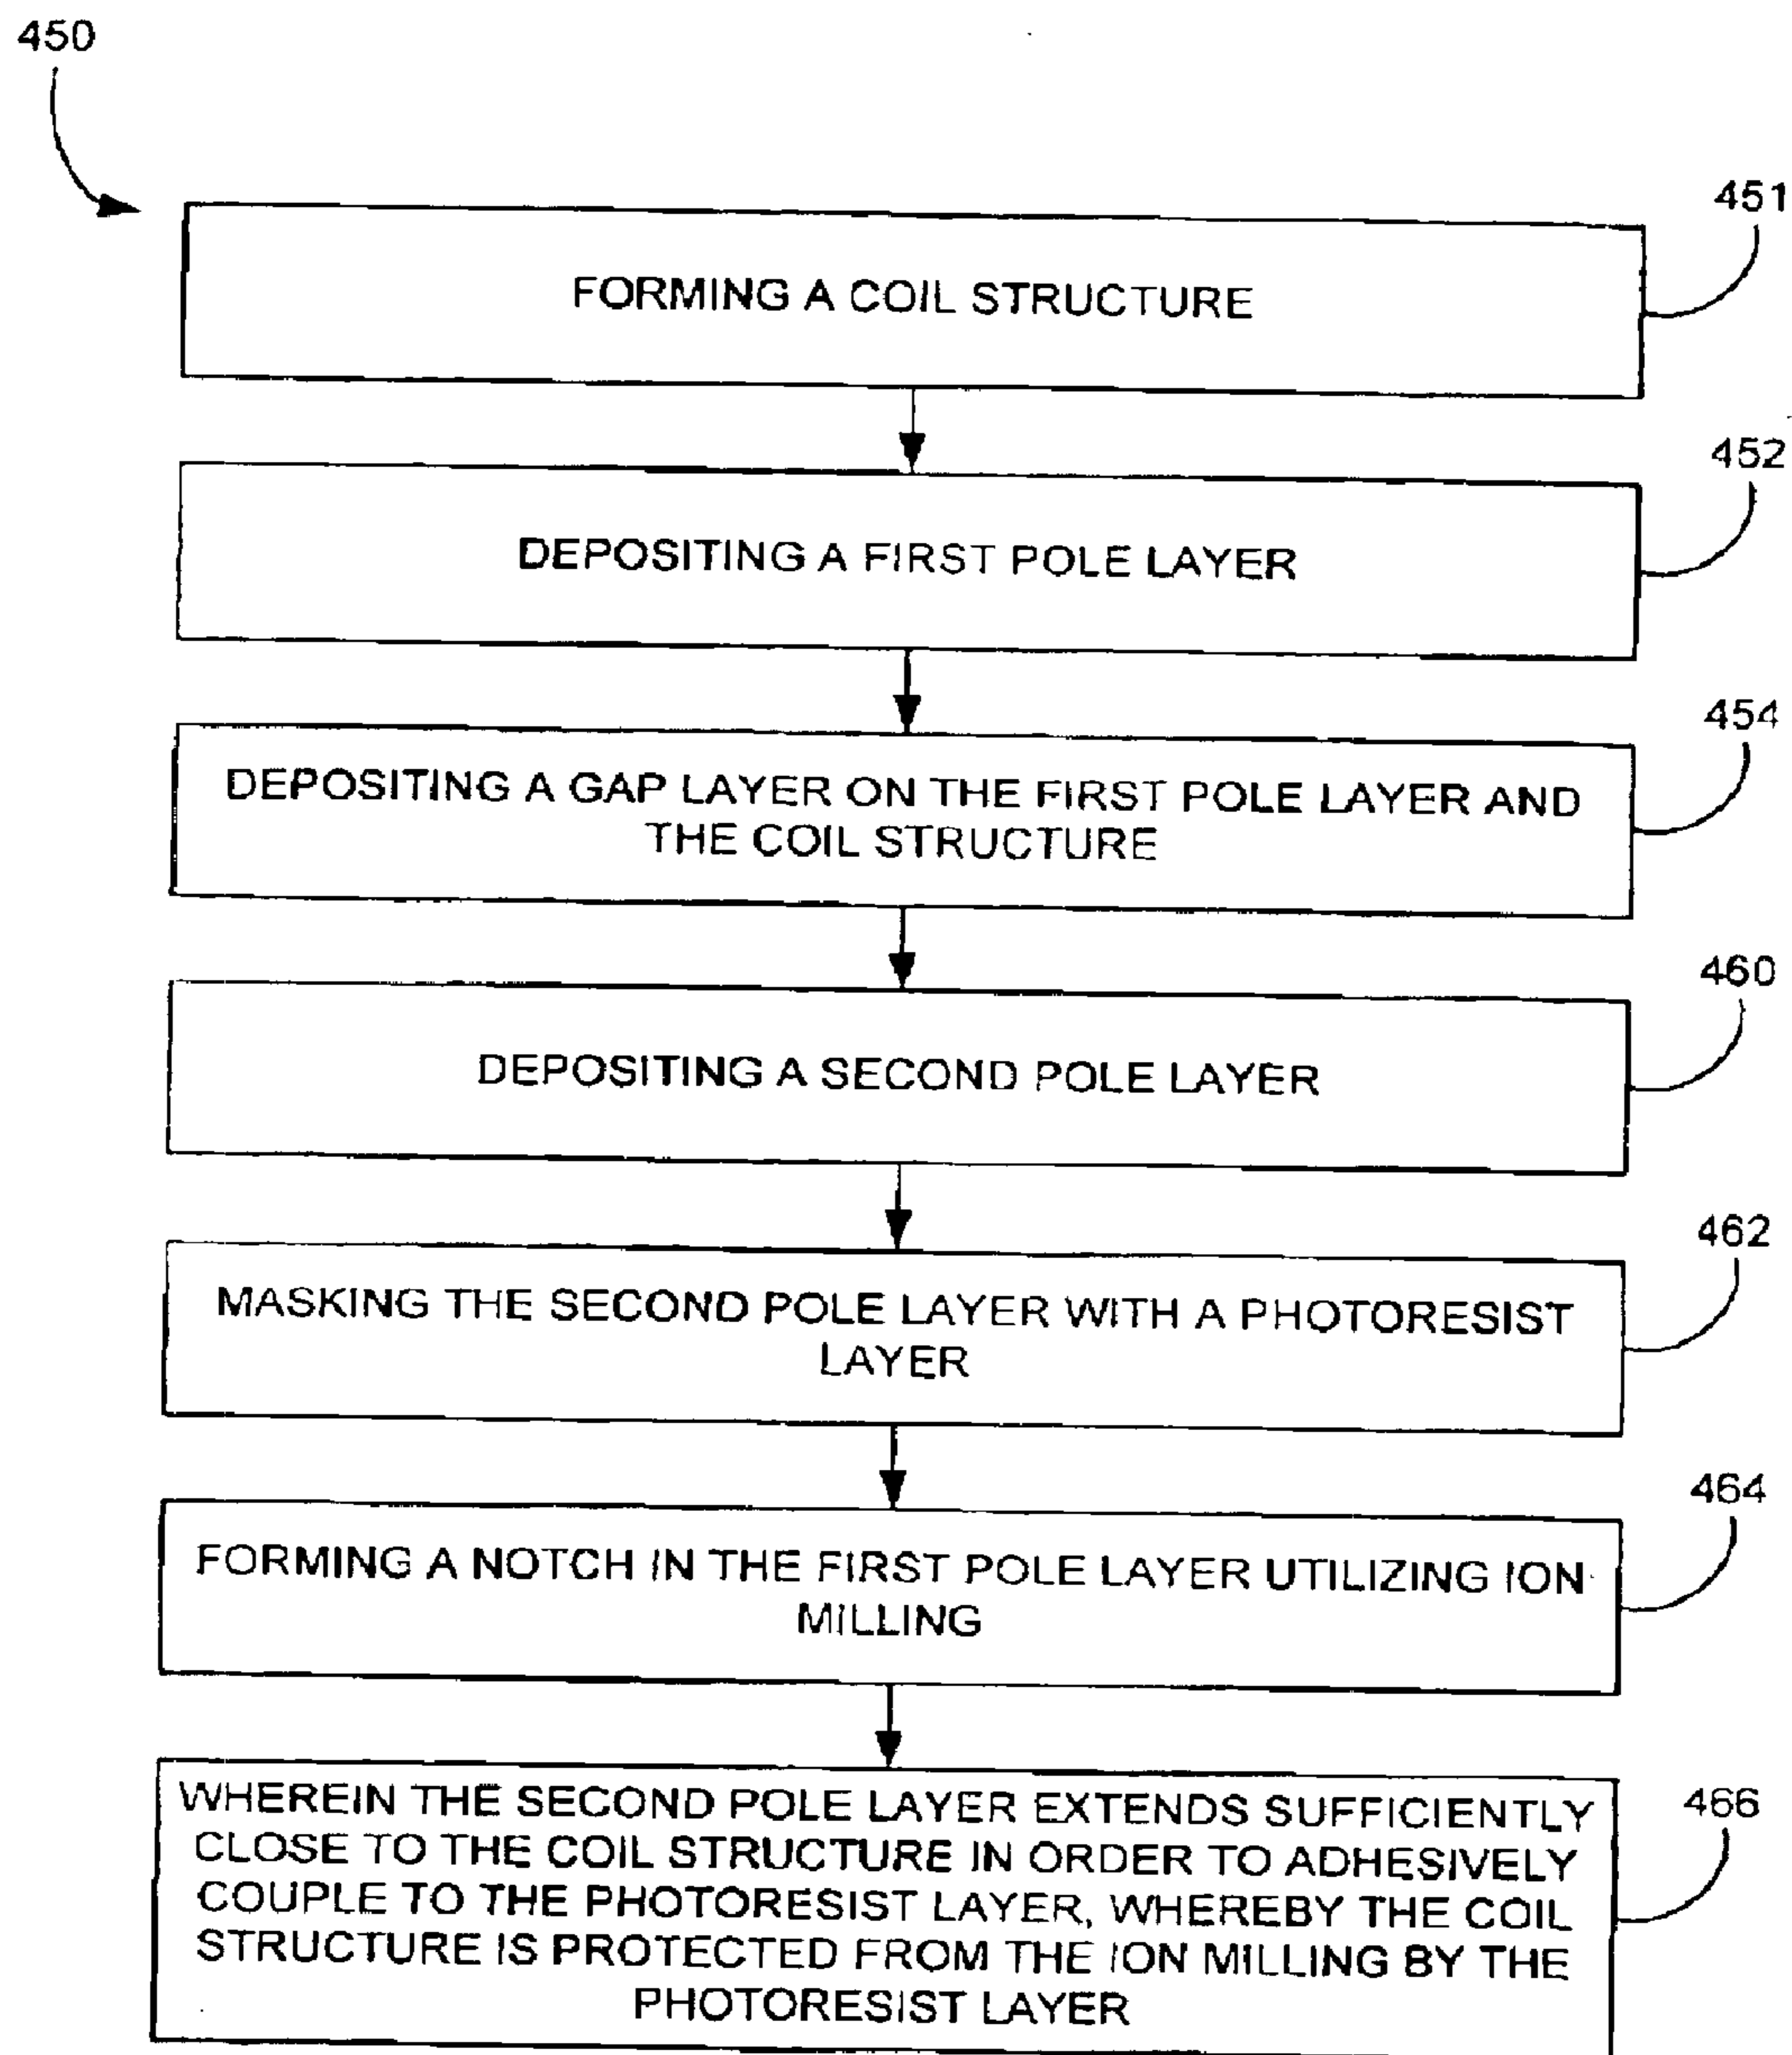 450
451
FORMING A COIL STRUCTURE
452
DEPOSITING A FIRST POLE LAYER
454
DEPOSITING A GAP LAYER ON THE FIRST POLE LAYER AND
THE COIL STRUCTURE
460
DEPOSITING A SECOND POLE LAYER
462
MASKING THE SECOND POLE LAYER WITH A PHOTORESIST
LAYER
464
FORMING A NOTCH IN THE FIRST POLE LAYER UTILIZING ION
MILLING
466
WHEREIN THE SECOND POLE LAYER EXTENDS SUFFICIENTLY
CLOSE TO THE COIL STRUCTURE IN ORDER TO ADHESIVELY
COUPLE TO THE PHOTORESIST LAYER, WHEREBY THE COIL
STRUCTURE IS PROTECTED FROM THE ION MILLING BY THE
PHOTORESIST LAYER